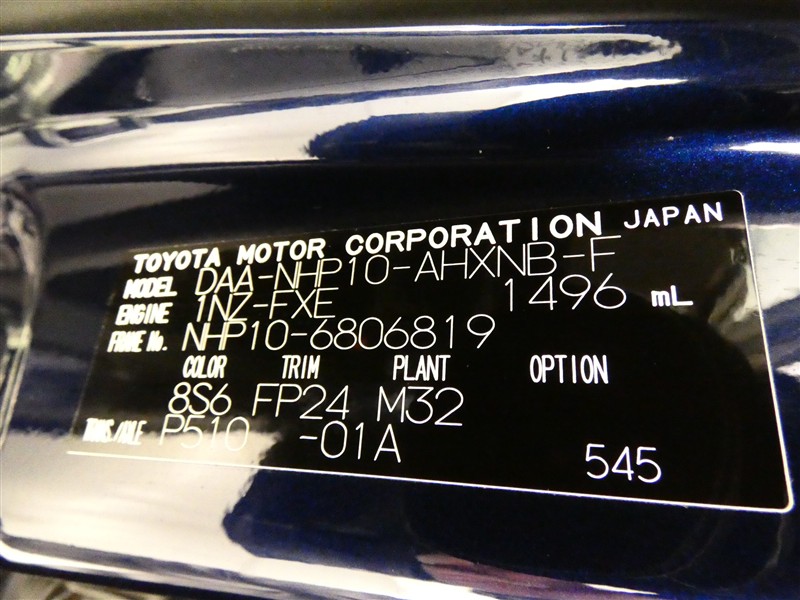 TOYOTA MOTOR CORPORATION JAPAN
MODEL DAA-NHP10-AHXNB-F
ENGINE 1NZ-FXE 1496 mL
FRAME No. NHP10-6806819
COLOR TRIM PLANT OPTION
8S6 FP24 M32
TRANS./AXLE P510 -01A
545